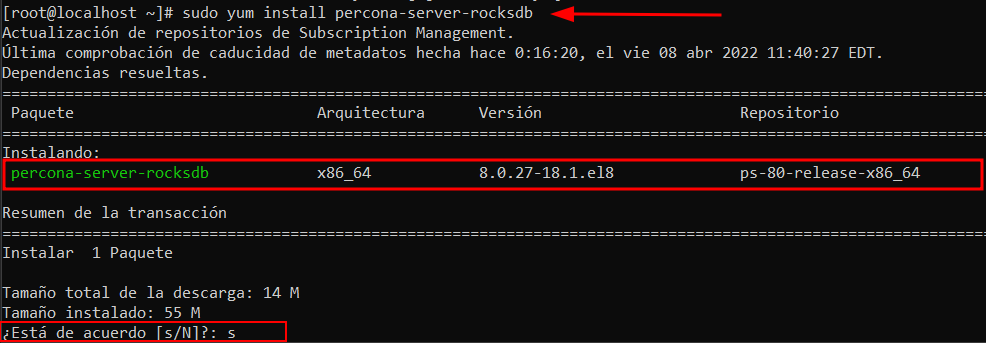 [root@localhost ~]# sudo yum install percona-server-rocksdb
Actualización de repositorios de Subscription Management.
Última comprobación de caducidad de metadatos hecha hace 0:16:20, el vie 08 abr 2022 11:40:27 EDT.
Dependencias resueltas.
================================================================================
Paquete Arquitectura Versión Repositorio
================================================================================
Instalando:
percona-server-rocksdb x86_64 8.0.27-18.1.el8 ps-80-release-x86_64
Resumen de la transacción
================================================================================
Instalar  1 Paquete
Tamaño total de la descarga: 14 M
Tamaño instalado: 55 M
¿Está de acuerdo [s/N]?: s